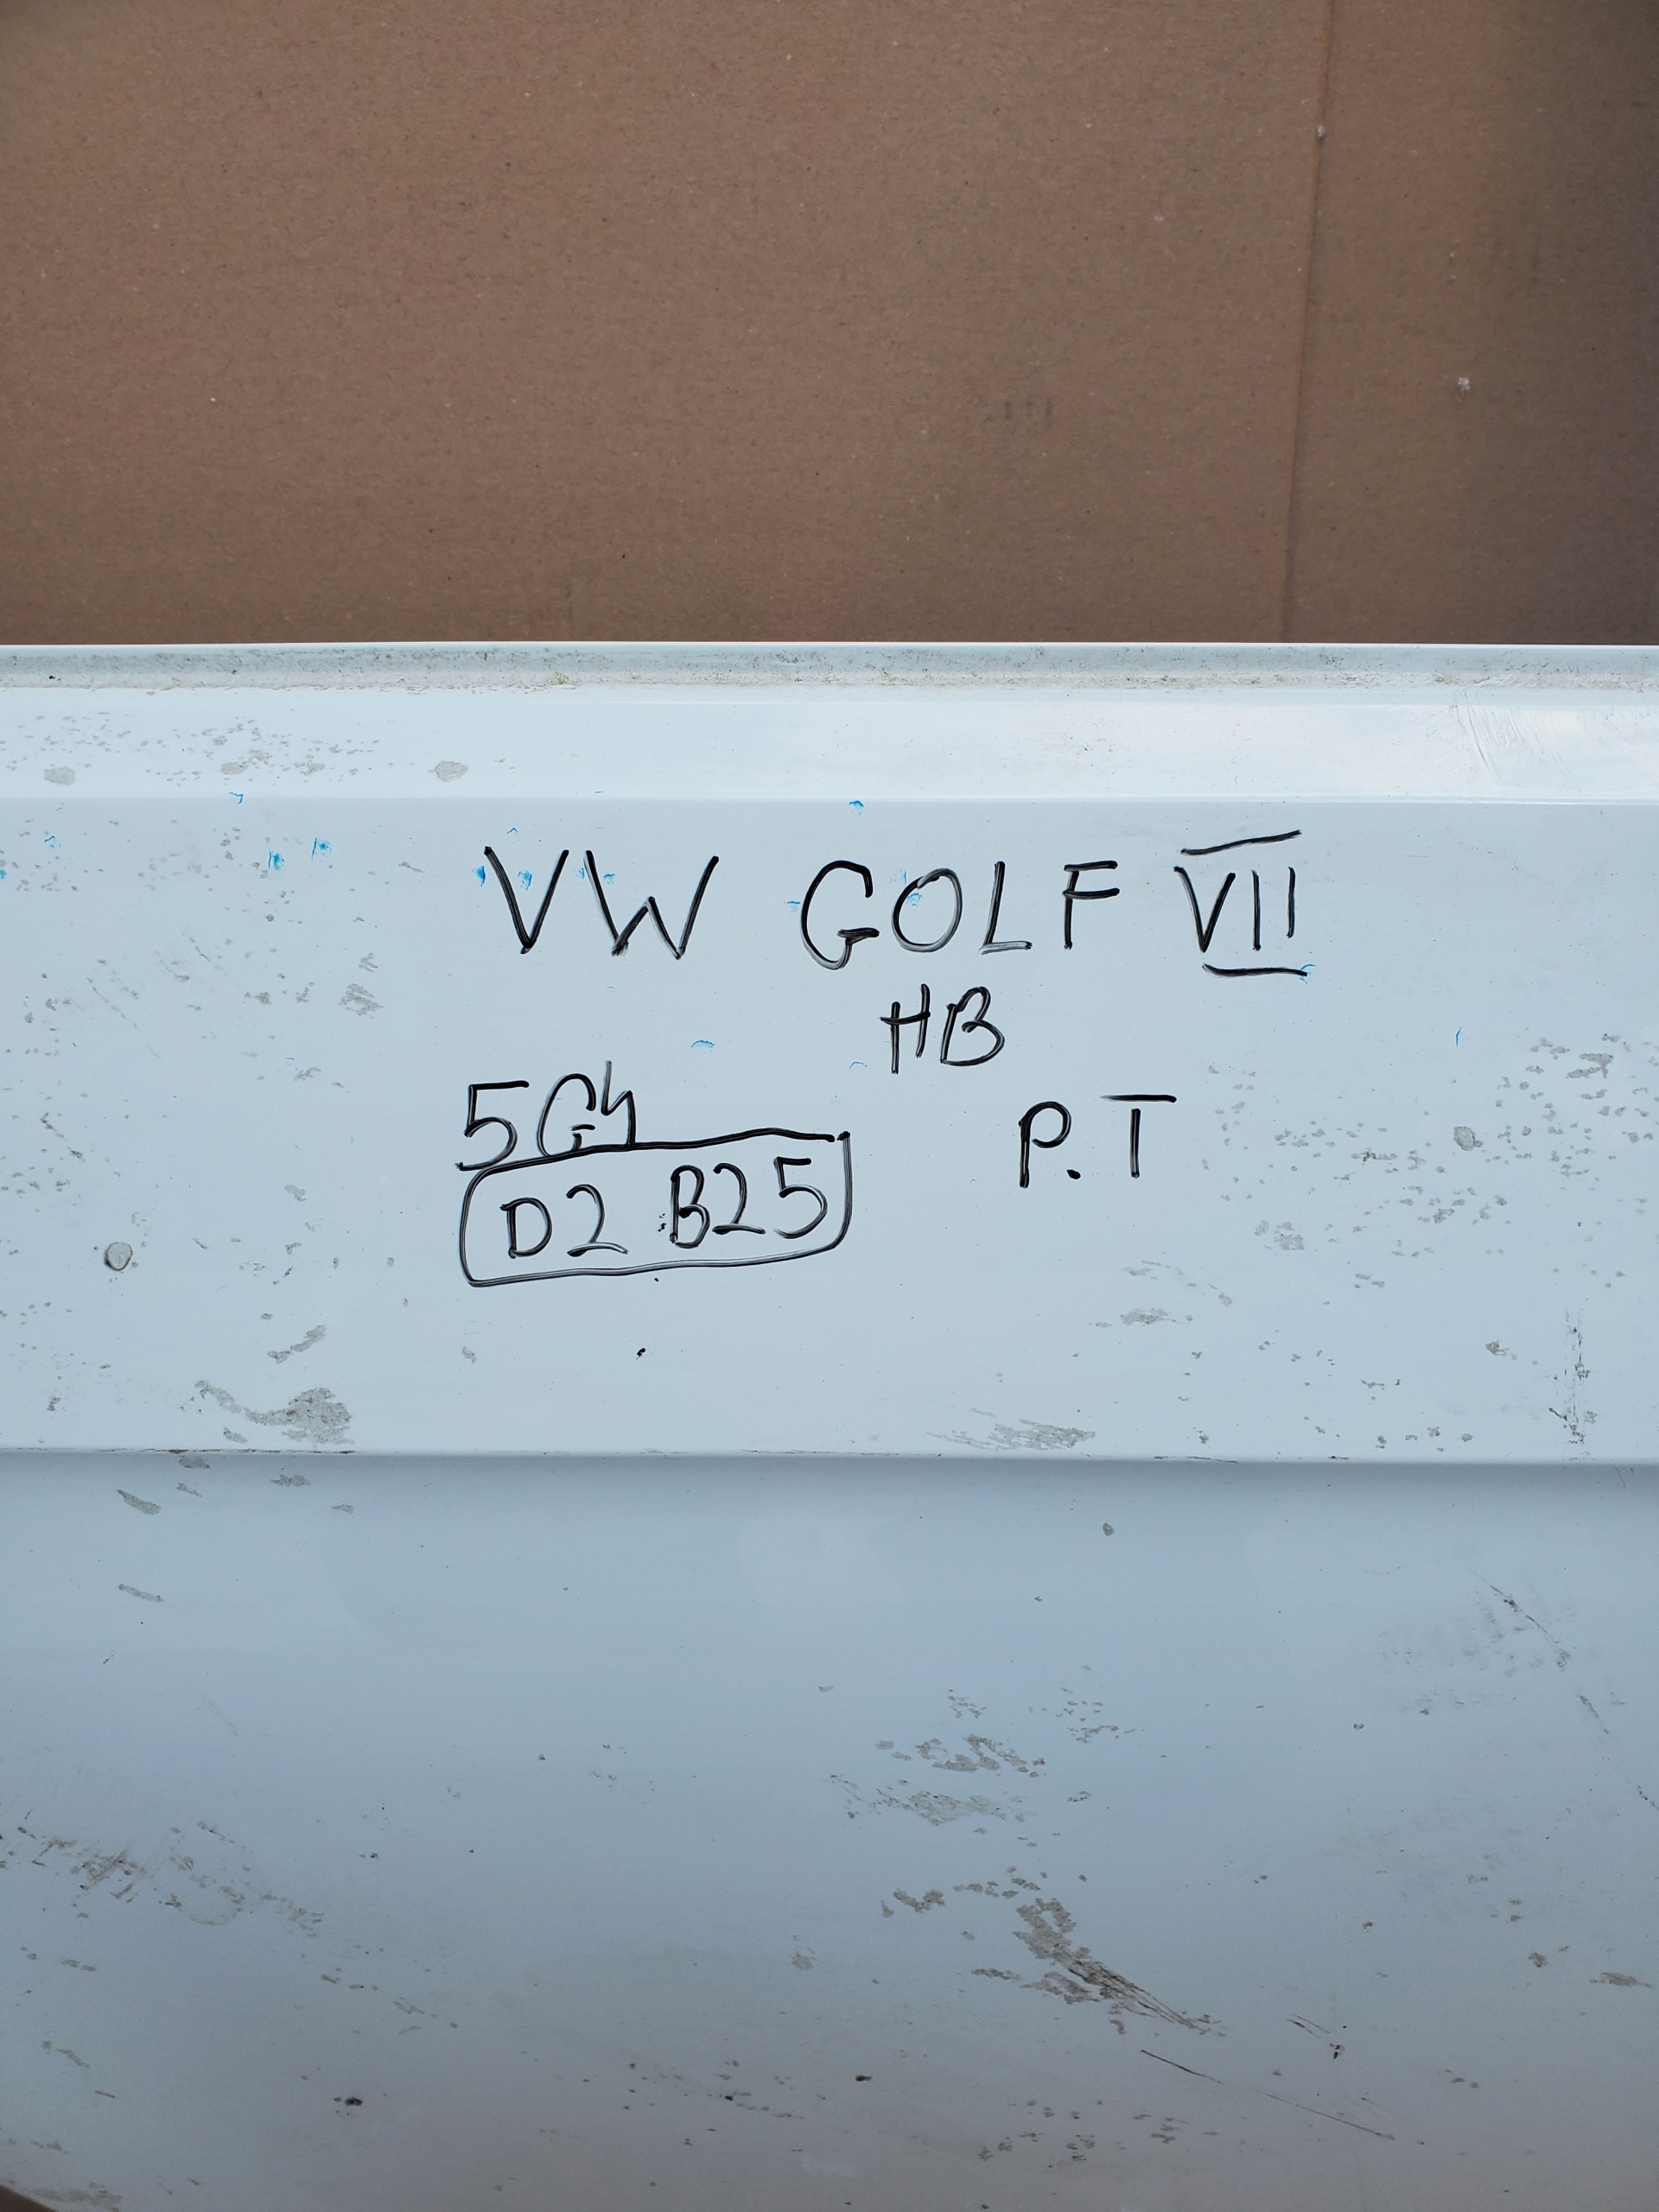 VW GOLF VII
HB
5G4 P.T
D2 B25